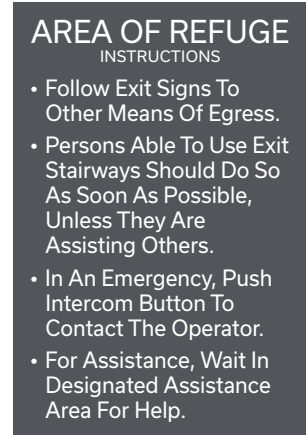 AREA OF REFUGE
INSTRUCTIONS
• Follow Exit Signs To
Other Means Of Egress.
• Persons Able To Use Exit
Stairways Should Do So
As Soon As Possible,
Unless They Are
Assisting Others.
• In An Emergency, Push
Intercom Button To
Contact The Operator.
• For Assistance, Wait In
Designated Assistance
Area For Help.